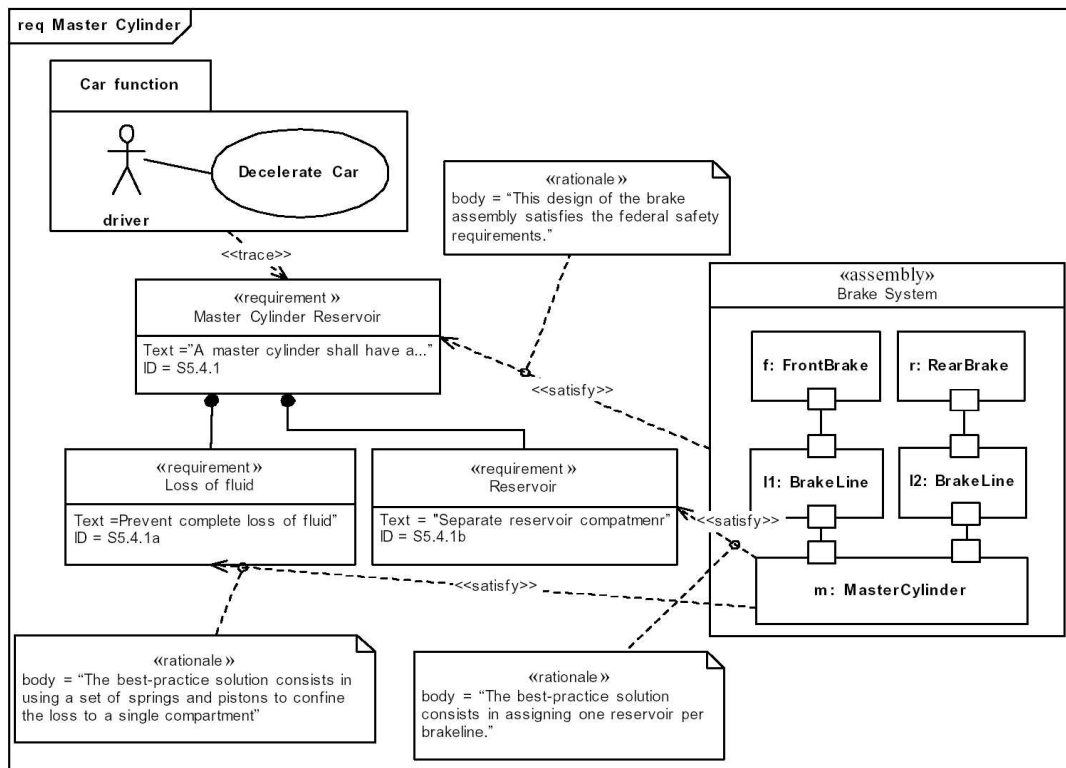 req Master Cylinder
Car function
Decelerate Car
driver
<<trace>>
«rationale»
body = “This design of the brake
assembly satisfies the federal safety
requirements.”
«requirement»
Master Cylinder Reservoir
Text ="A master cylinder shall have a..."
ID = S5.4.1
<<satisfy>>
«assembly»
Brake System
f: FrontBrake
r: RearBrake
l1: BrakeLine
l2: BrakeLine
m: MasterCylinder
«requirement»
Loss of fluid
Text =Prevent complete loss of fluid”
ID = S5.4.1a
«requirement»
Reservoir
Text = "Separate reservoir compatmenr”
ID = S5.4.1b
<<satisfy>>
<<satisfy>>
«rationale»
body = “The best-practice solution consists in
using a set of springs and pistons to confine
the loss to a single compartment”
«rationale»
body = “The best-practice solution
consists in assigning one reservoir per
brakeline.”